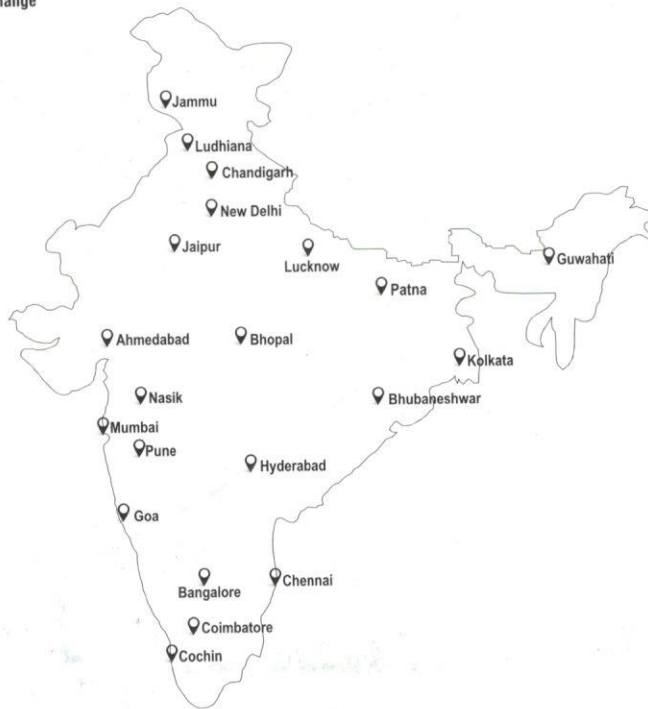 Jammu
Ludhiana
Chandigarh
New Delhi
Jaipur
Lucknow
Guwahati
Patna
Ahmedabad
Bhopal
Kolkata
Nasik
Bhubaneshwar
Mumbai
Pune
Hyderabad
Goa
Bangalore
Chennai
Coimbatore
Cochin